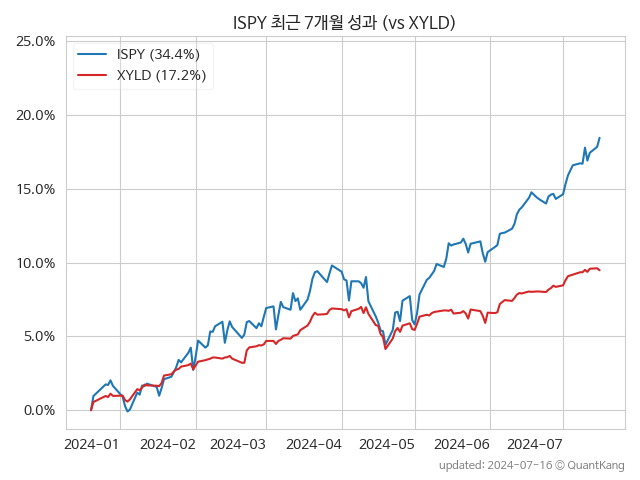 ISPY 최근 7개월 성과 (vs XYLD)
25.0%
ISPY (34.4%)
XYLD (17.2%)
20.0%
15.0%
10.0%
5.0%
0.0%
2024-01 2024-02 2024-03 2024-04 2024-05 2024-06 2024-07
updated: 2024-07-16 © QuantKang